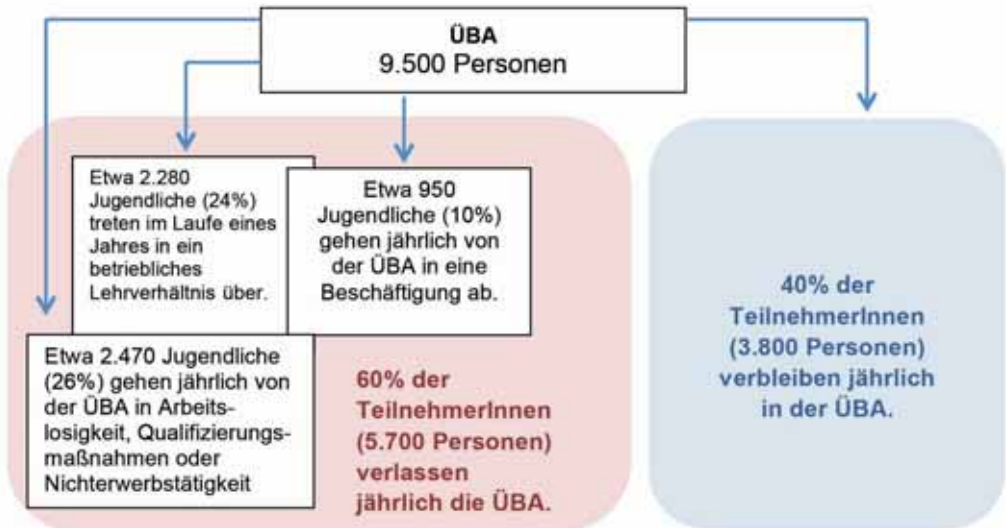 ÜBA
9.500 Personen
Etwa 2.280
Jugendliche (24%)
treten im Laufe eines
Jahres in ein
betriebliches
Lehrverhältnis über.
Etwa 950
Jugendliche (10%)
gehen jährlich von
der ÜBA in eine
Beschäftigung ab.
Etwa 2.470 Jugendliche
(26%) gehen jährlich von
der ÜBA in Arbeits-
losigkeit, Qualifizierungs-
maßnahmen oder
Nichterwerbstätigkeit
60% der
TeilnehmerInnen
(5.700 Personen)
verlassen
jährlich die ÜBA.
40% der
TeilnehmerInnen
(3.800 Personen)
verbleiben jährlich
in der ÜBA.